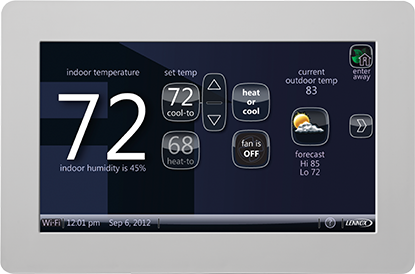 indoor temperature
72
indoor humidity is 45%
set temp
72
cool-to
68
heat-to
heat
or
cool
fan is
OFF
current
outdoor temp
83
forecast
Hi 85
Lo 72
enter
away
Wi-Fi 12:01 pm Sep 6, 2012
?
LENNOX